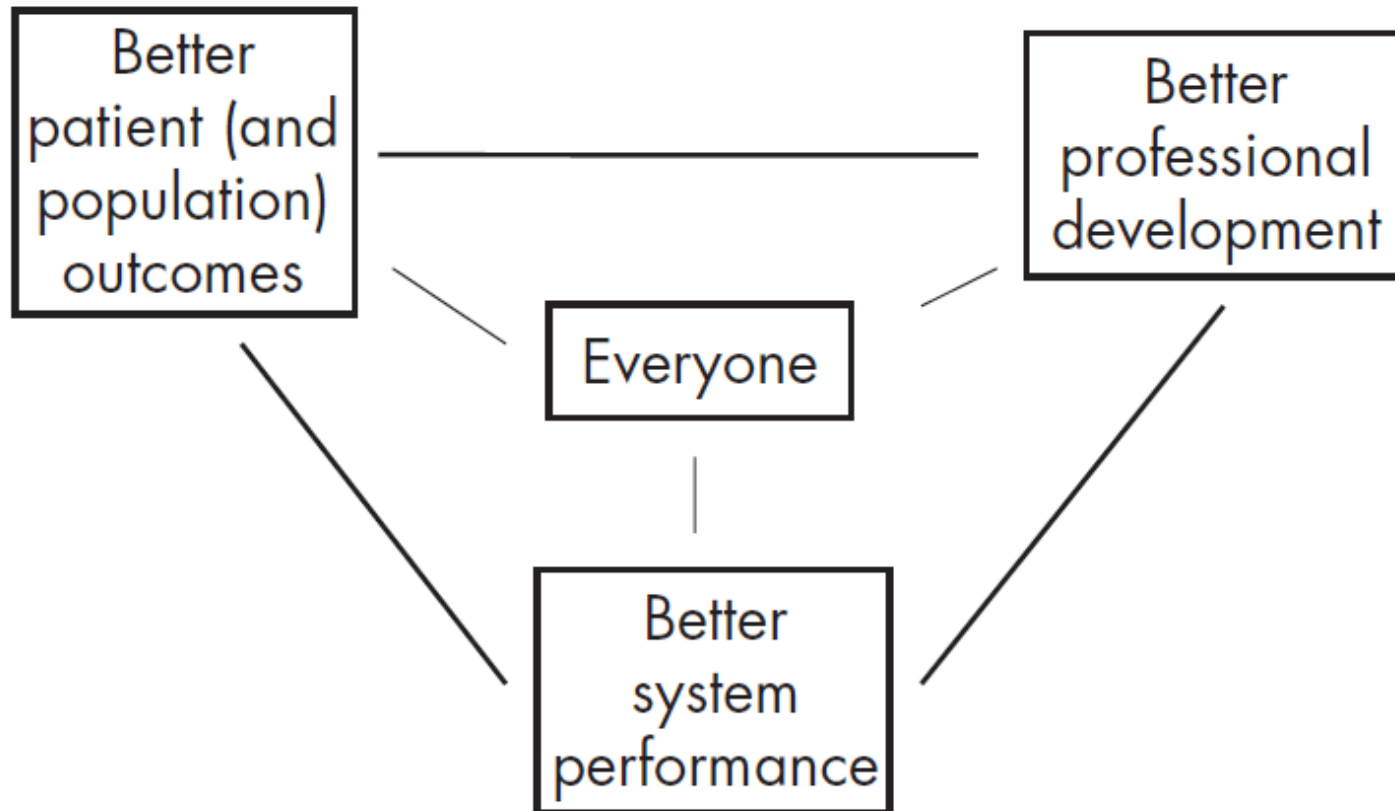 Better
patient (and
population)
outcomes
Better
professional
development
Everyone
Better
system
performance